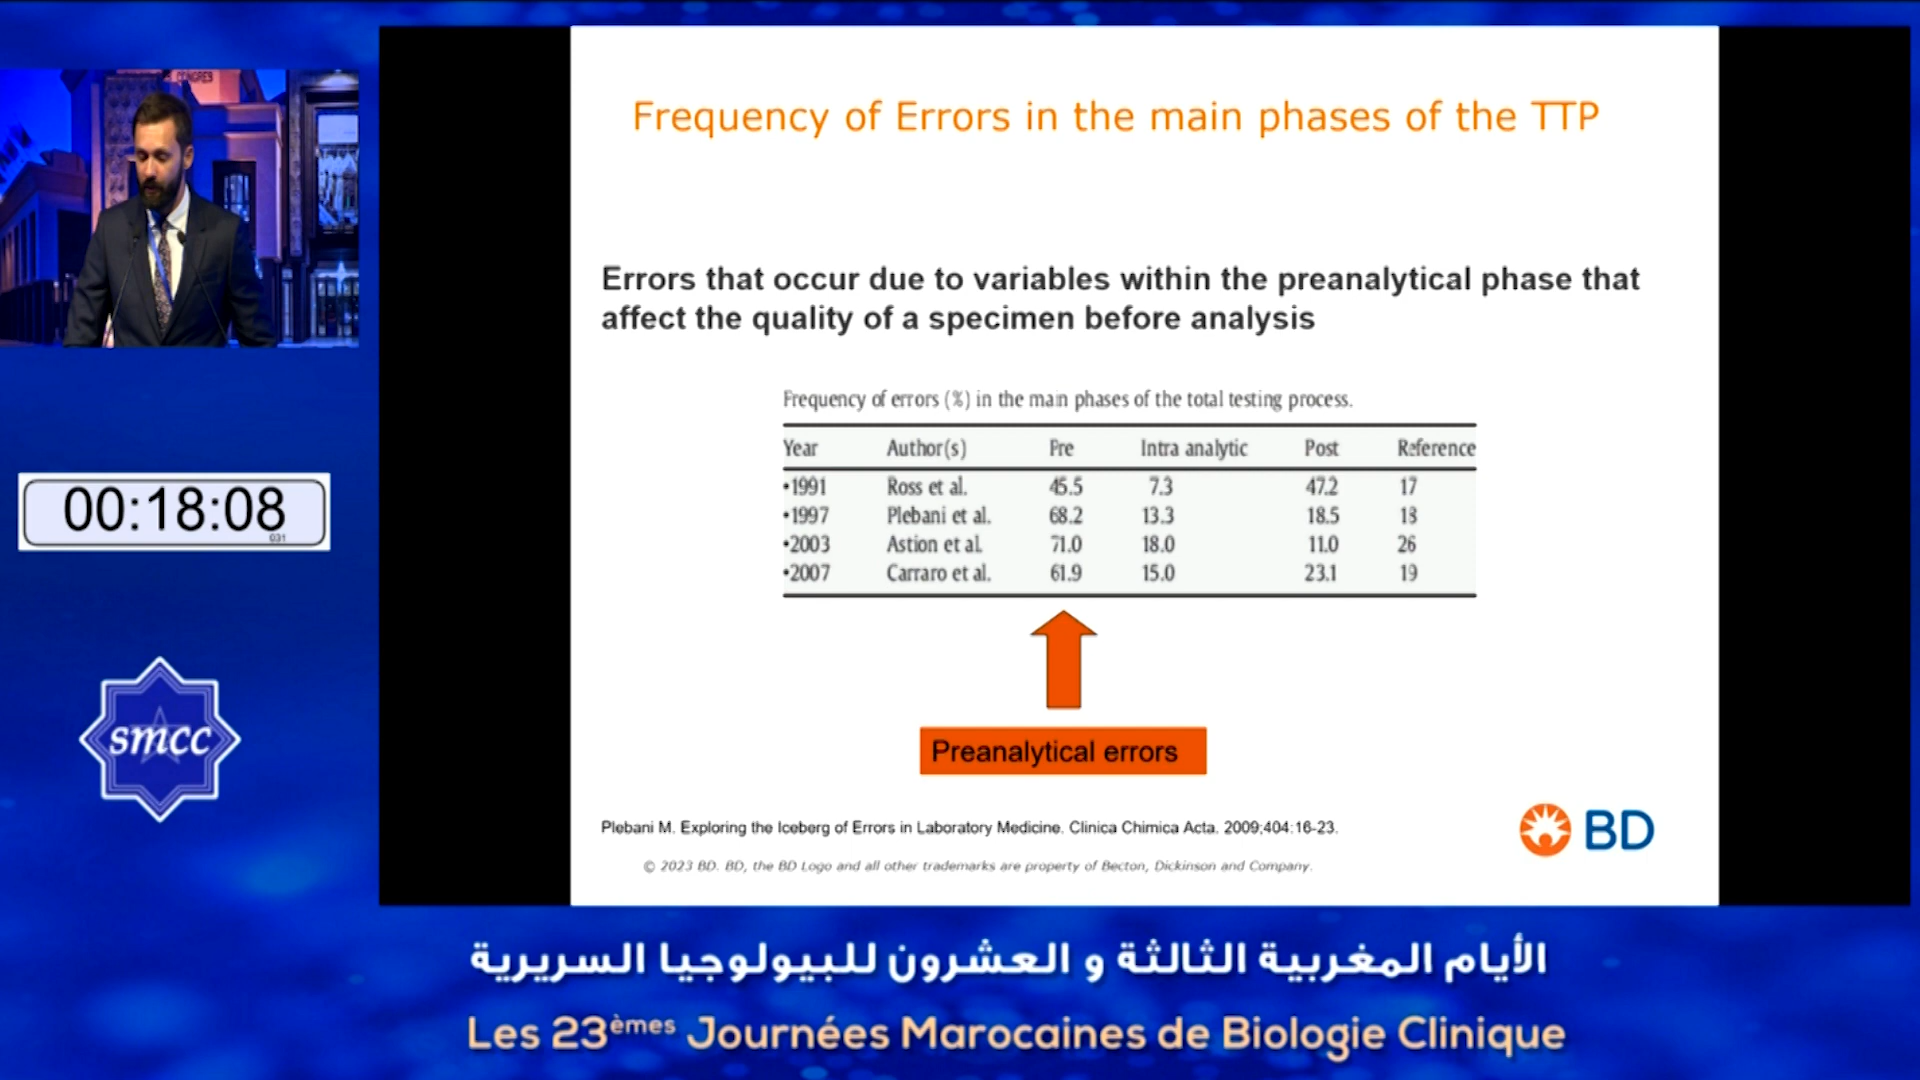 CONGRES
Frequency of Errors in the main phases of the TTP
Errors that occur due to variables within the preanalytical phase that
affect the quality of a specimen before analysis
Frequency of errors (%) in the main phases of the total testing process.
Year Author(s) Pre Intra analytic Post Reference
•1991 Ross et al. 45.5 7.3 47.2 17
•1997 Plebani et al. 68.2 13.3 18.5 18
•2003 Astion et al. 71.0 18.0 11.0 26
•2007 Carraro et al. 61.9 15.0 23.1 19
Preanalytical errors
Plebani M. Exploring the Iceberg of Errors in Laboratory Medicine. Clinica Chimica Acta. 2009;404:16-23.
BD
© 2023 BD. BD, the BD Logo and all other trademarks are property of Becton, Dickinson and Company.
00:18:08
031
smcc
الأيام المغربية الثالثة و العشرون للبيولوجيا السريرية
Les 23èmes Journées Marocaines de Biologie Clinique